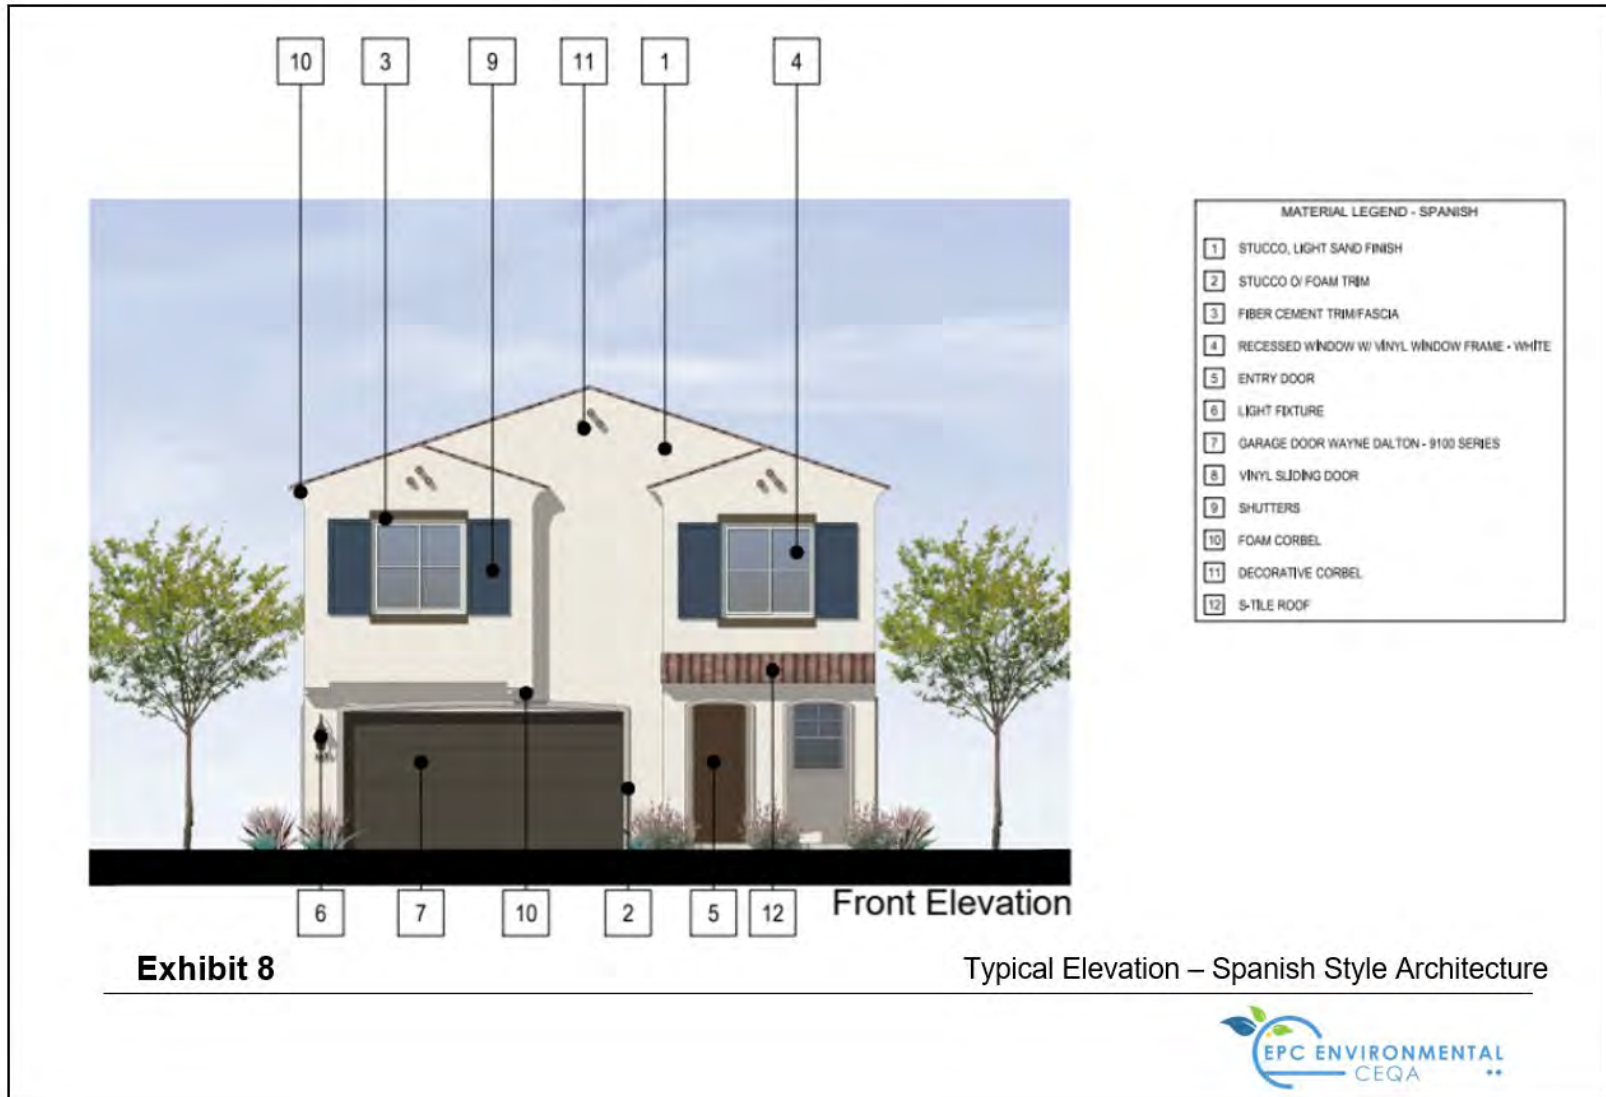 10 3 9 11 1 4
MATERIAL LEGEND - SPANISH
1 STUCCO, LIGHT SAND FINISH
2 STUCCO O/ FOAM TRIM
3 FIBER CEMENT TRIM/FASCIA
4 RECESSED WINDOW W/ VINYL WINDOW FRAME - WHITE
5 ENTRY DOOR
6 LIGHT FIXTURE
7 GARAGE DOOR WAYNE DALTON - 9100 SERIES
8 VINYL SLIDING DOOR
9 SHUTTERS
10 FOAM CORBEL
11 DECORATIVE CORBEL
12 S-TILE ROOF
6 7 10 2 5 12
Front Elevation
Exhibit 8
Typical Elevation – Spanish Style Architecture
EPC ENVIRONMENTAL
CEQA